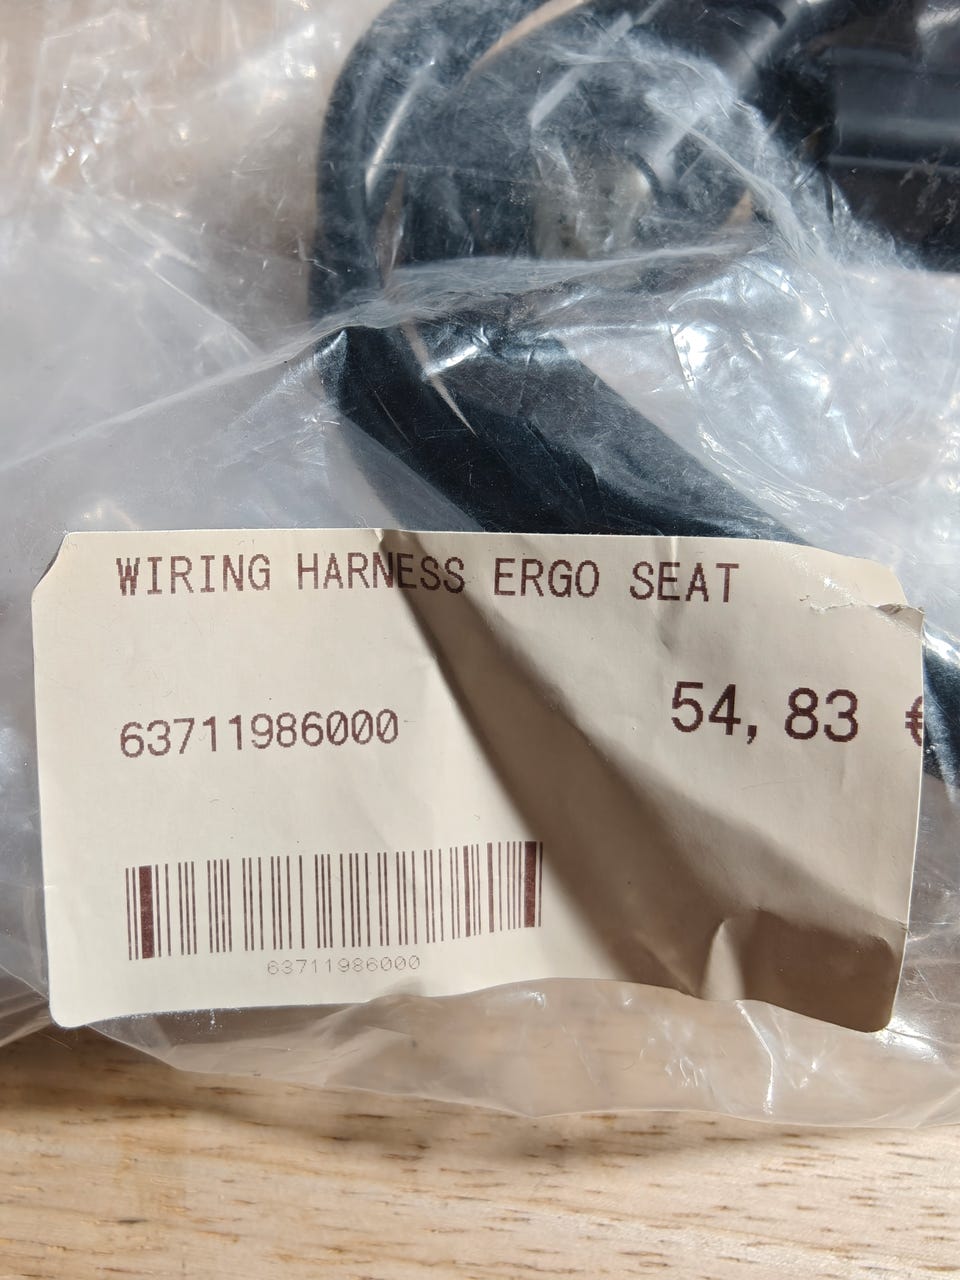 WIRING HARNESS ERGO SEAT
63711986000 54,83 €
63711986000